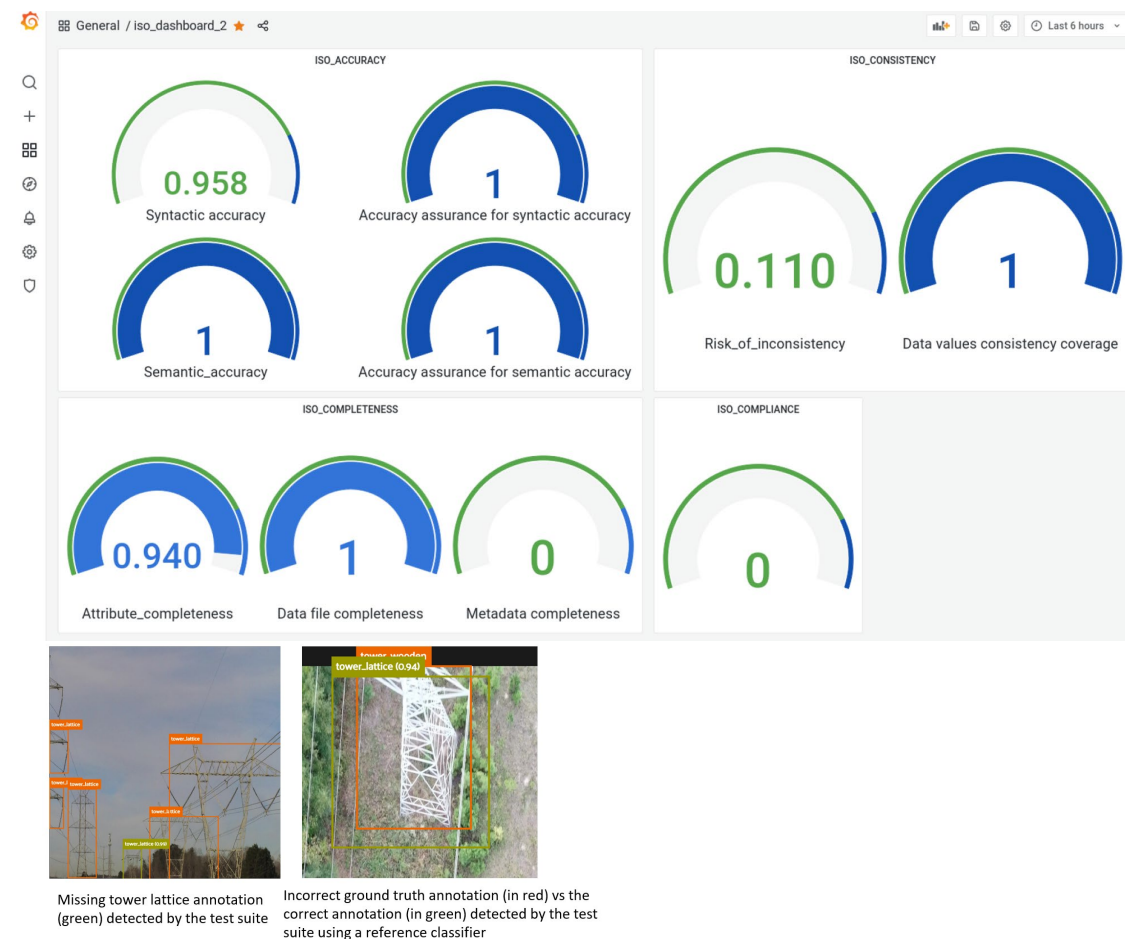 General / iso_dashboard_2
Last 6 hours
ISO_ACCURACY
0.958
Syntactic accuracy
1
Accuracy assurance for syntactic accuracy
1
Semantic_accuracy
1
Accuracy assurance for semantic accuracy
ISO_CONSISTENCY
0.110
Risk_of_inconsistency
1
Data values consistency coverage
ISO_COMPLETENESS
0.940
Attribute_completeness
1
Data file completeness
0
Metadata completeness
ISO_COMPLIANCE
0
tower_lattice
tower_lattice
tower_lattice
tower_wooden
tower_lattice (0.94)
Missing tower lattice annotation
(green) detected by the test suite
Incorrect ground truth annotation (in red) vs the
correct annotation (in green) detected by the test
suite using a reference classifier